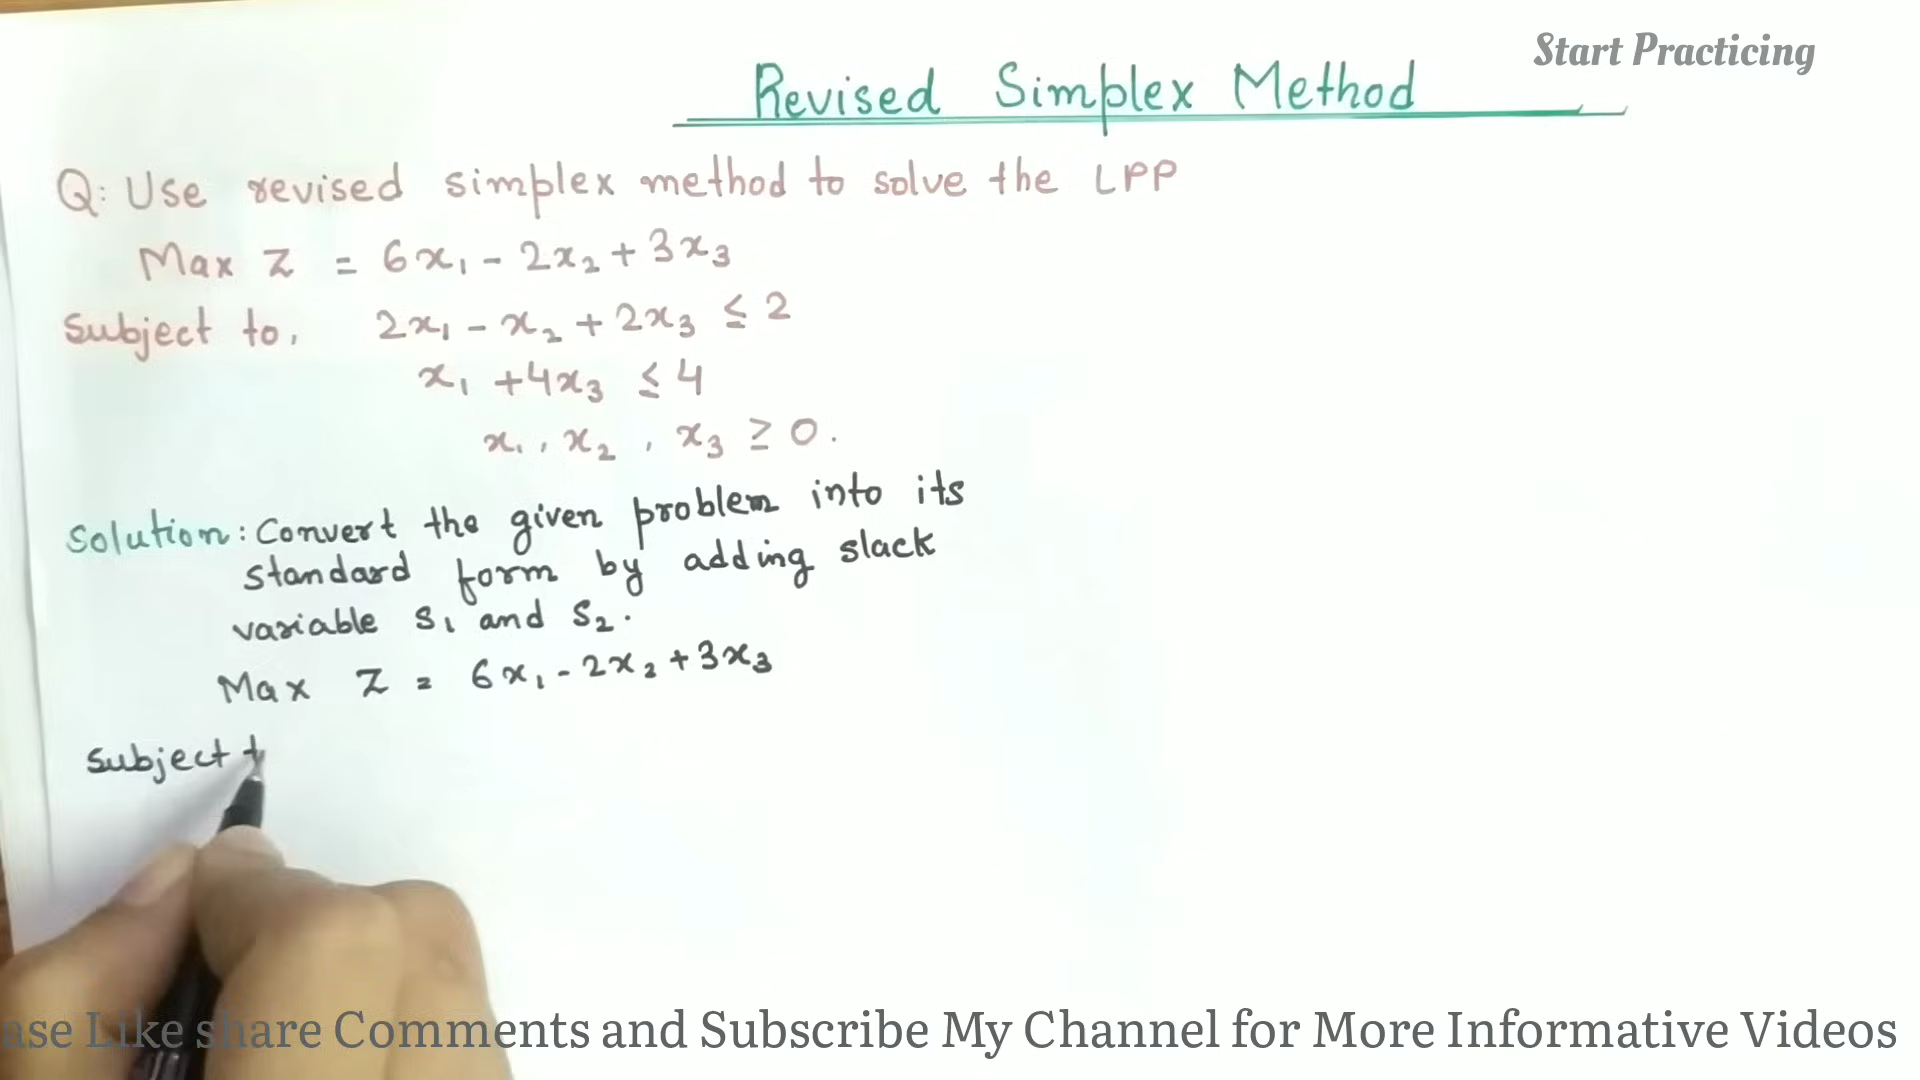 Start Practicing
Revised Simplex Method
Q: Use revised simplex method to solve the LPP
Max Z = 6x₁ - 2x₂ + 3x₃
Subject to, 2x₁ - x₂ + 2x₃ ≤ 2
x₁ + 4x₃ ≤ 4
x₁, x₂, x₃ ≥ 0.
Solution: Convert the given problem into its
standard form by adding slack
variable S₁ and S₂.
Max Z = 6x₁ - 2x₂ + 3x₃
Subject t
ase Like share Comments and Subscribe My Channel for More Informative Videos